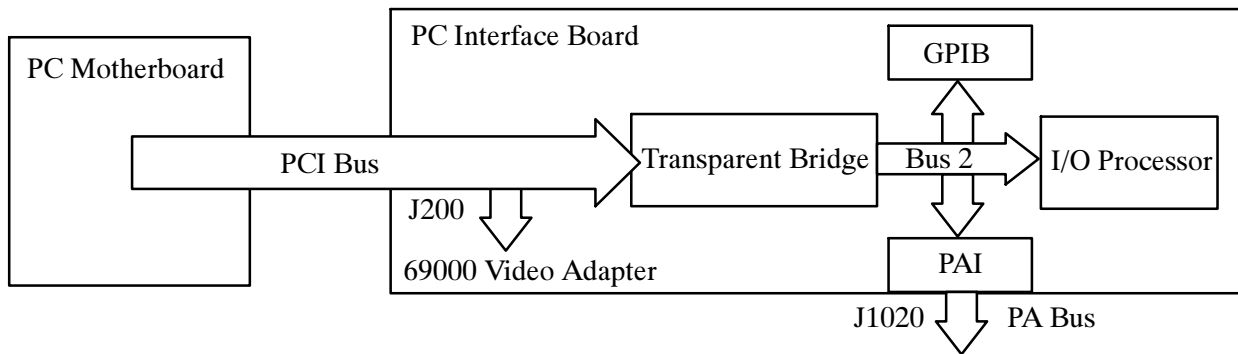 PC Motherboard
PC Interface Board
GPIB
PCI Bus
Transparent Bridge
Bus 2
I/O Processor
J200
69000 Video Adapter
PAI
J1020
PA Bus